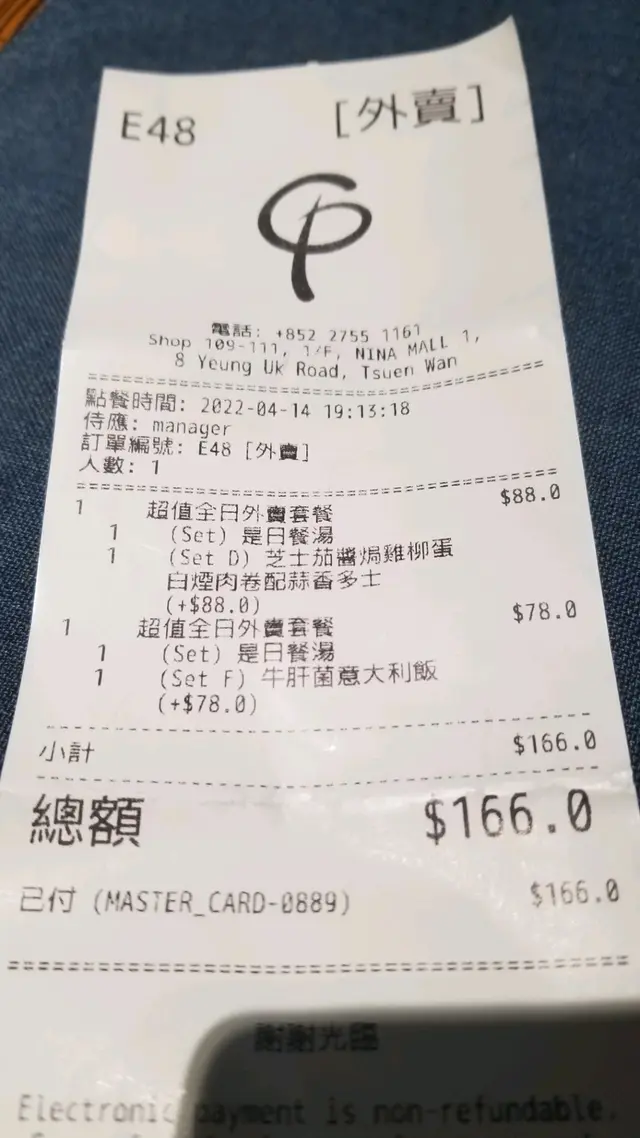 E48 [外賣]
電話: +852 2755 1161
Shop 109-111, 1/F, NINA MALL 1,
8 Yeung Uk Road, Tsuen Wan
點餐時間: 2022-04-14 19:13:18
侍應: manager
訂單編號: E48 [外賣]
人數: 1
1 超值全日外賣套餐 $88.0
1 (Set) 是日餐湯
1 (Set D) 芝士茄醬焗雞柳蛋
白煙肉卷配蒜香多士
(+$88.0)
1 超值全日外賣套餐 $78.0
1 (Set) 是日餐湯
1 (Set F) 牛肝菌意大利飯
(+$78.0)
小計 $166.0
總額 $166.0
已付 (MASTER_CARD-0889) $166.0
謝謝光臨
Electronic payment is non-refundable.